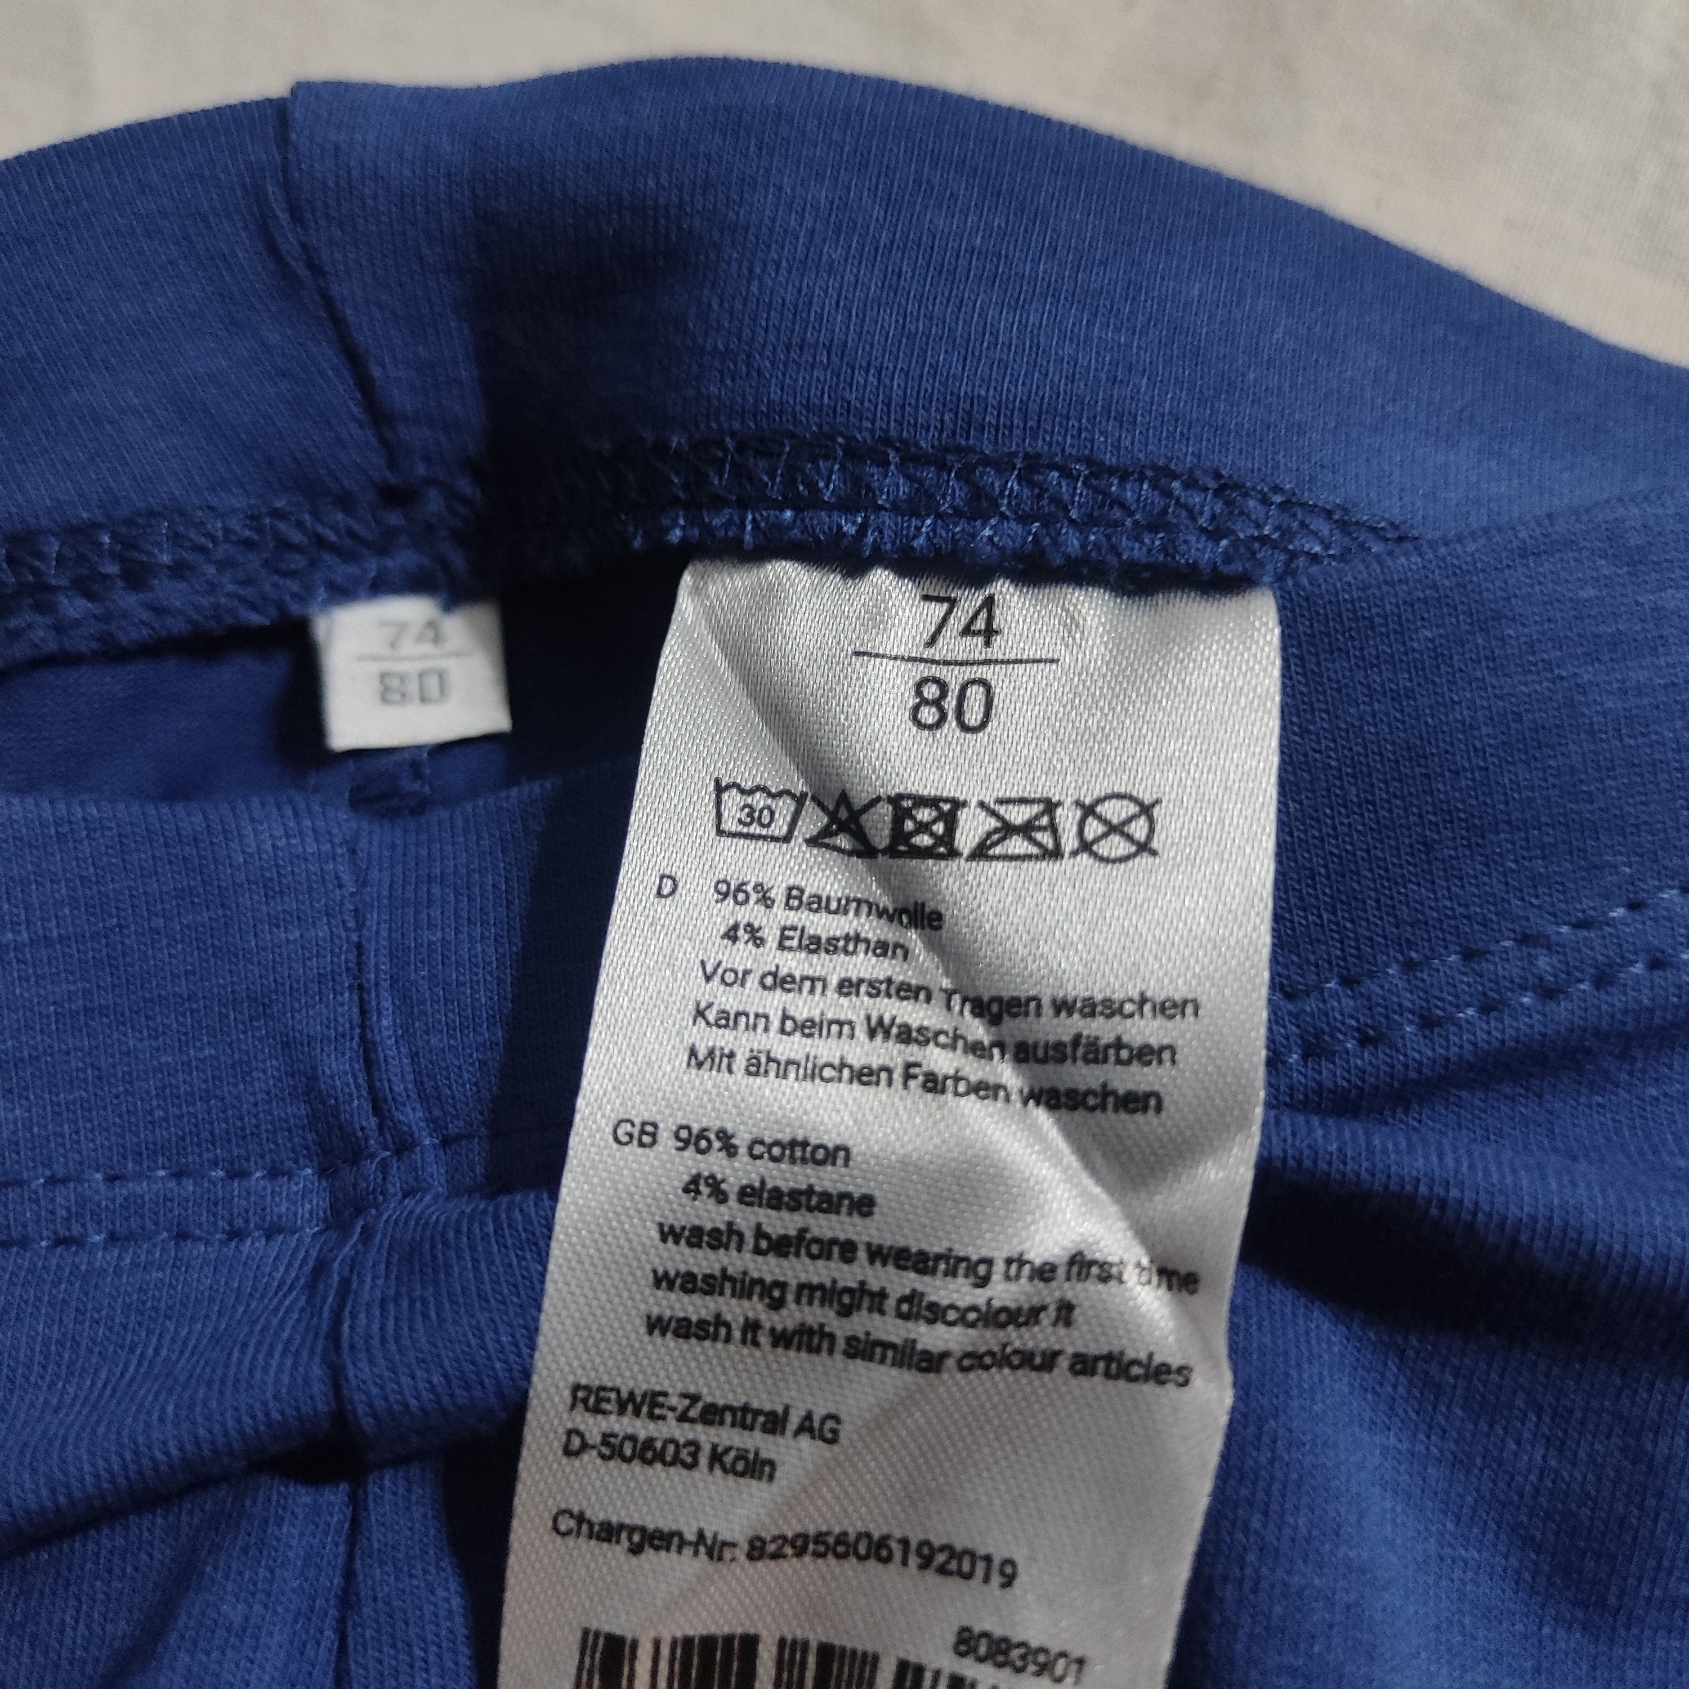 74
80
74
80
30
D 96% Baumwolle
4% Elasthan
Vor dem ersten Tragen waschen
Kann beim Waschen ausfärben
Mit ähnlichen Farben waschen
GB 96% cotton
4% elastane
wash before wearing the first time
washing might discolour it
wash it with similar colour articles
REWE-Zentral AG
D-50603 Köln
Chargen-Nr: 8295606192019
8083901